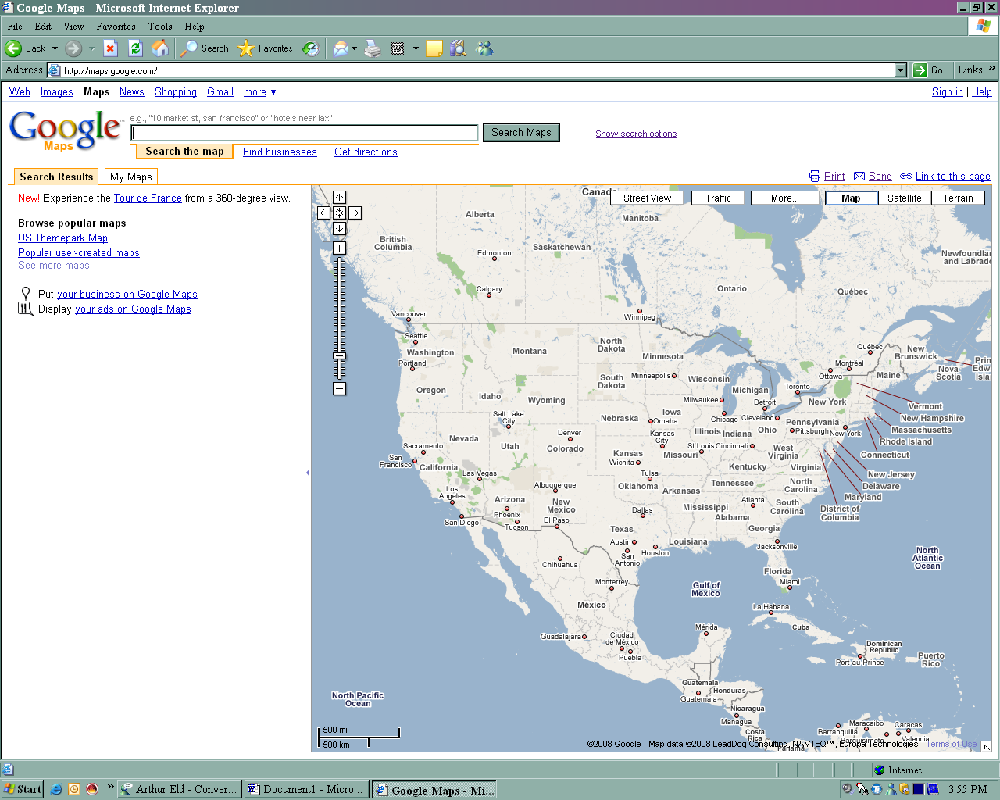 Google Maps - Microsoft Internet Explorer
File Edit View Favorites Tools Help
Back Search Favorites
Address http://maps.google.com/ Go Links »
Web Images Maps News Shopping Gmail more ▼ Sign in | Help
Google Maps
e.g., "10 market st, san francisco" or "hotels near lax"
Search Maps Show search options
Search the map Find businesses Get directions
Search Results My Maps Print Send Link to this page
New! Experience the Tour de France from a 360-degree view.
Browse popular maps
US Themepark Map
Popular user-created maps
See more maps
Put your business on Google Maps
Display your ads on Google Maps
Street View Traffic More... Map Satellite Terrain
Canada
Alberta
Manitoba
British
Columbia
Saskatchewan
Edmonton
Newfoundlan
and Labrado
Calgary
Ontario
Québec
Vancouver
Winnipeg
Seattle
Washington
Montana
North
Dakota
Minnesota
Québec
New
Brunswick
Prin
Edwa
Islan
Nova
Scotia
Portland
Montréal
Ottawa
Maine
Oregon
Idaho
Wyoming
South
Dakota
Minneapolis
Wisconsin
Michigan
Toronto
New York
Milwaukee
Detroit
Vermont
New Hampshire
Massachusetts
Rhode Island
Connecticut
Salt Lake
City
Nebraska
Iowa
Omaha
Chicago
Cleveland
Pennsylvania
Pittsburgh
New York
Nevada
Utah
Denver
Colorado
Kansas
City
Illinois
Indiana
Ohio
Sacramento
San
Francisco
California
Las Vegas
Kansas
Wichita
Missouri
St Louis
Cincinnati
West
Virginia
Virginia
Kentucky
New Jersey
Delaware
Maryland
District of
Columbia
Los
Angeles
San Diego
Arizona
Phoenix
Tucson
Albuquerque
New
Mexico
El Paso
Tulsa
Oklahoma
Arkansas
Tennessee
North
Carolina
South
Carolina
Dallas
Mississippi
Alabama
Atlanta
Georgia
Texas
Austin
San
Antonio
Houston
Louisiana
Jacksonville
Florida
Miami
Chihuahua
Monterrey
México
Gulf of
Mexico
North
Atlantic
Ocean
La Habana
Cuba
Guadalajara
Ciudad
de México
Puebla
Mérida
Dominican
Republic
Port-au-Prince
Puerto
Rico
North Pacific
Ocean
Guatemala
Guatemala
Honduras
Nicaragua
Managua
Costa
Rica
Panama
Barranquilla
Maracaibo
Caracas
Barquisimeto
Valencia
500 mi
500 km
©2008 Google - Map data ©2008 LeadDog Consulting, NAVTEQ™, Europa Technologies - Terms of Use
Internet
Start » Arthur Eld - Conver... Document1 - Micro... Google Maps - Mi... 3:55 PM